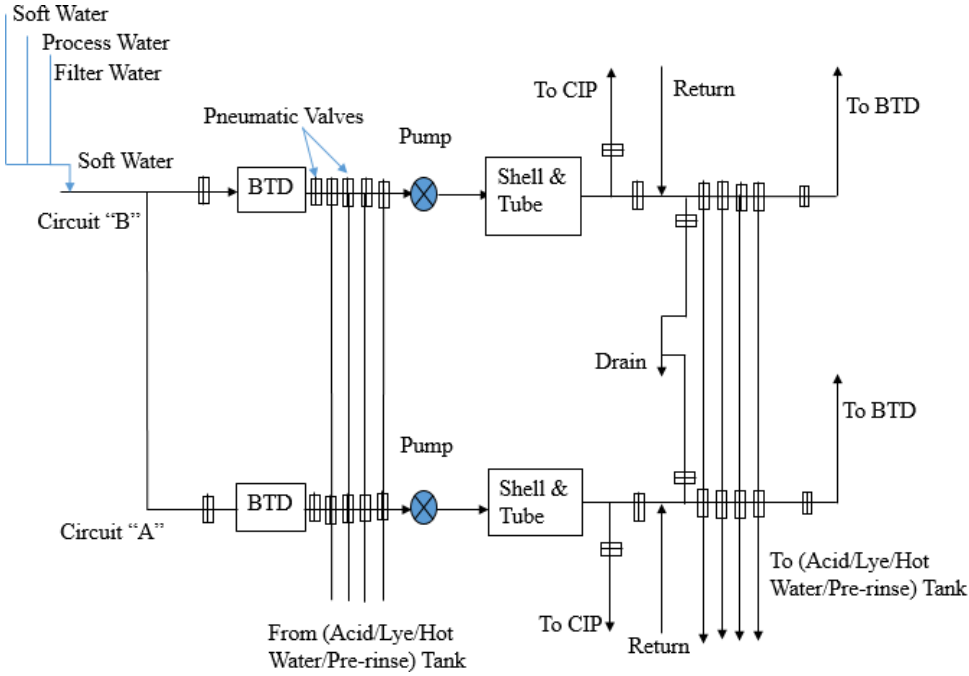 Soft Water
Process Water
Filter Water
Soft Water
Circuit “B”
BTD
Pneumatic Valves
Pump
Shell &
Tube
To CIP
Return
To BTD
Drain
To BTD
Circuit “A”
BTD
Pump
Shell &
Tube
To CIP
Return
To (Acid/Lye/Hot
Water/Pre-rinse) Tank
From (Acid/Lye/Hot
Water/Pre-rinse) Tank